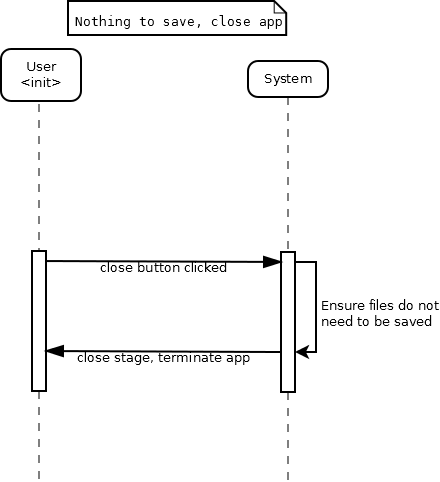 Nothing to save, close app
User
<init>
System
close button clicked
Ensure files do not
need to be saved
close stage, terminate app